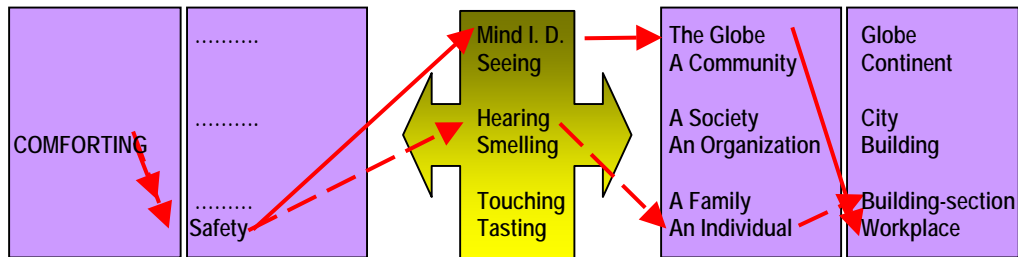 COMFORTING
..........
..........
.........
Safety
Mind I. D.
Seeing
Hearing
Smelling
Touching
Tasting
The Globe
A Community
A Society
An Organization
A Family
An Individual
Globe
Continent
City
Building
Building-section
Workplace